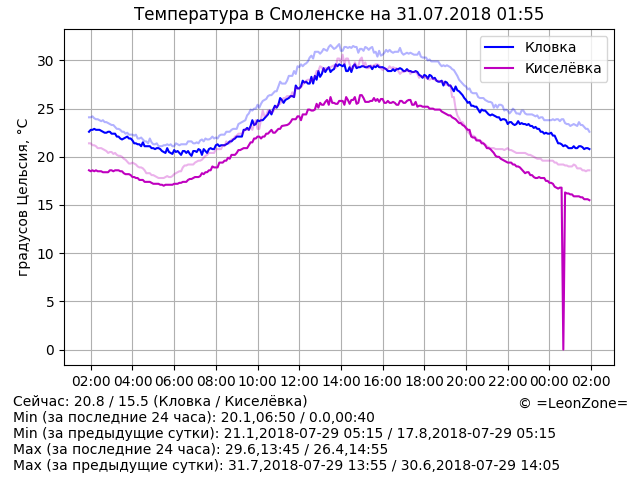 Температура в Смоленске на 31.07.2018 01:55
Кловка
Киселёвка
градусов Цельсия, °C
30
25
20
15
10
5
0
02:00 04:00 06:00 08:00 10:00 12:00 14:00 16:00 18:00 20:00 22:00 00:00 02:00
Сейчас: 20.8 / 15.5 (Кловка / Киселёвка)
© =LeonZone=
Min (за последние 24 часа): 20.1,06:50 / 0.0,00:40
Min (за предыдущие сутки): 21.1,2018-07-29 05:15 / 17.8,2018-07-29 05:15
Max (за последние 24 часа): 29.6,13:45 / 26.4,14:55
Max (за предыдущие сутки): 31.7,2018-07-29 13:55 / 30.6,2018-07-29 14:05